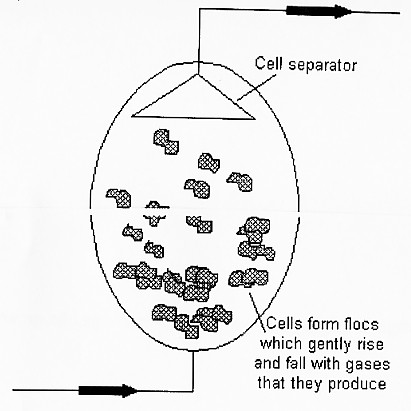 Cell separator
Cells form flocs
which gently rise
and fall with gases
that they produce